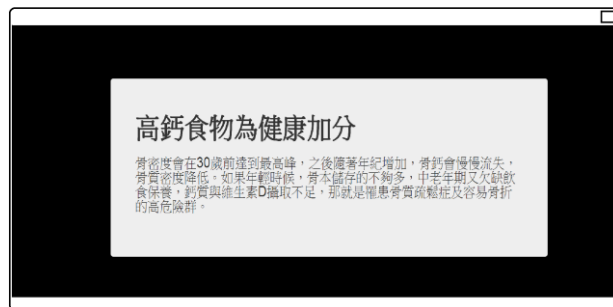 高鈣食物為健康加分
骨密度會在30歲前達到最高峰，之後隨著年紀增加，骨鈣會慢慢流失，
骨質密度降低。如果年輕時候，骨本儲存的不夠多，中老年期又欠缺飲
食保養，鈣質與維生素D攝取不足，那就是罹患骨質疏鬆症及容易骨折
的高危險群。